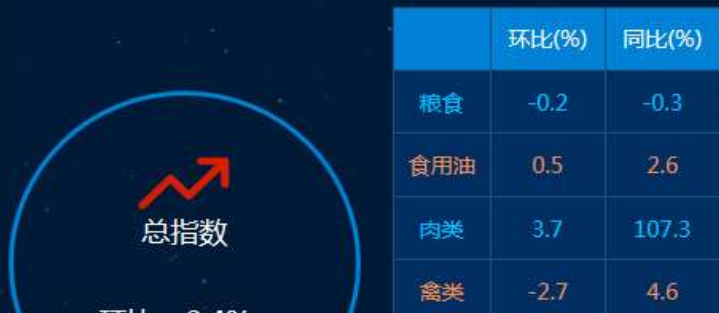 环比(%) 同比(%)
粮食 -0.2 -0.3
食用油 0.5 2.6
肉类 3.7 107.3
禽类 -2.7 4.6
总指数